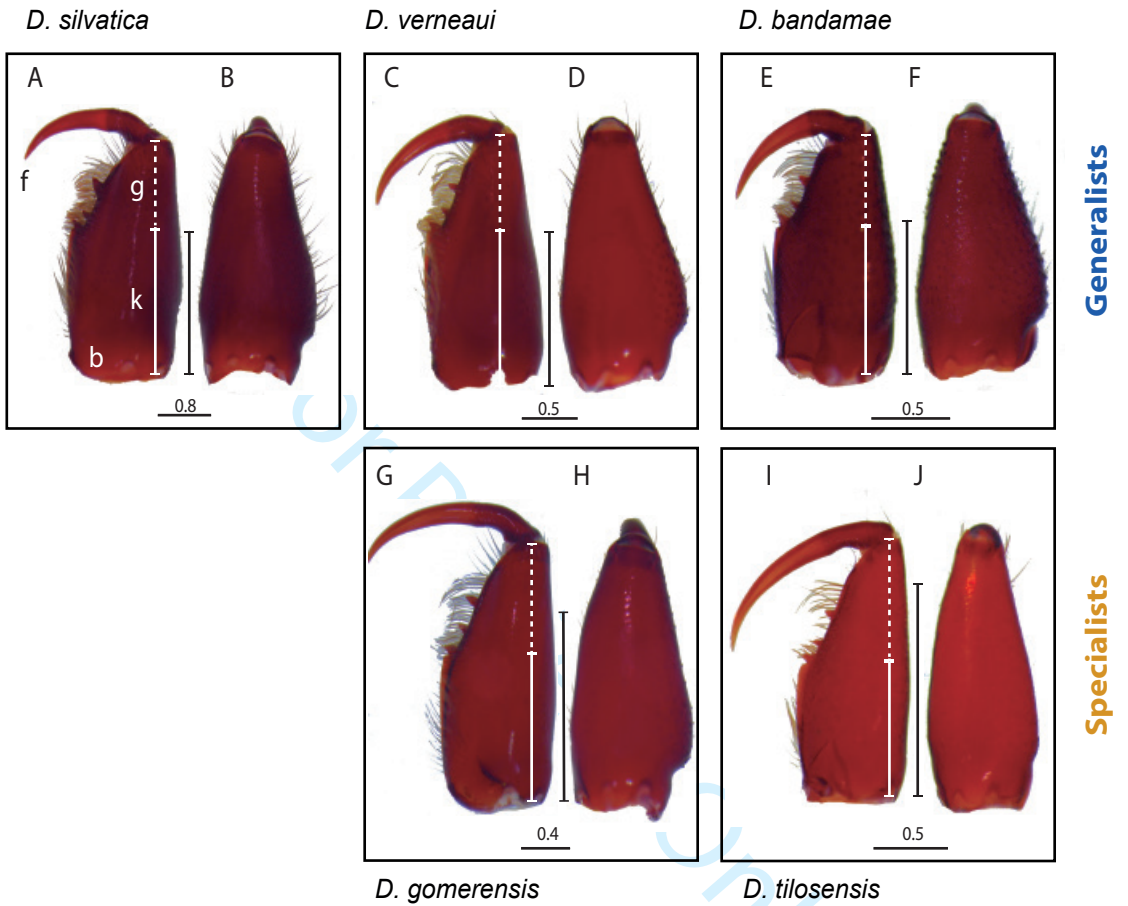 D. silvatica
D. verneaui
D. bandamae
A
B
f
g
k
b
0.8
C
D
0.5
E
F
0.5
Generalists
G
H
0.4
I
J
0.5
Specialists
D. gomerensis
D. tilosensis